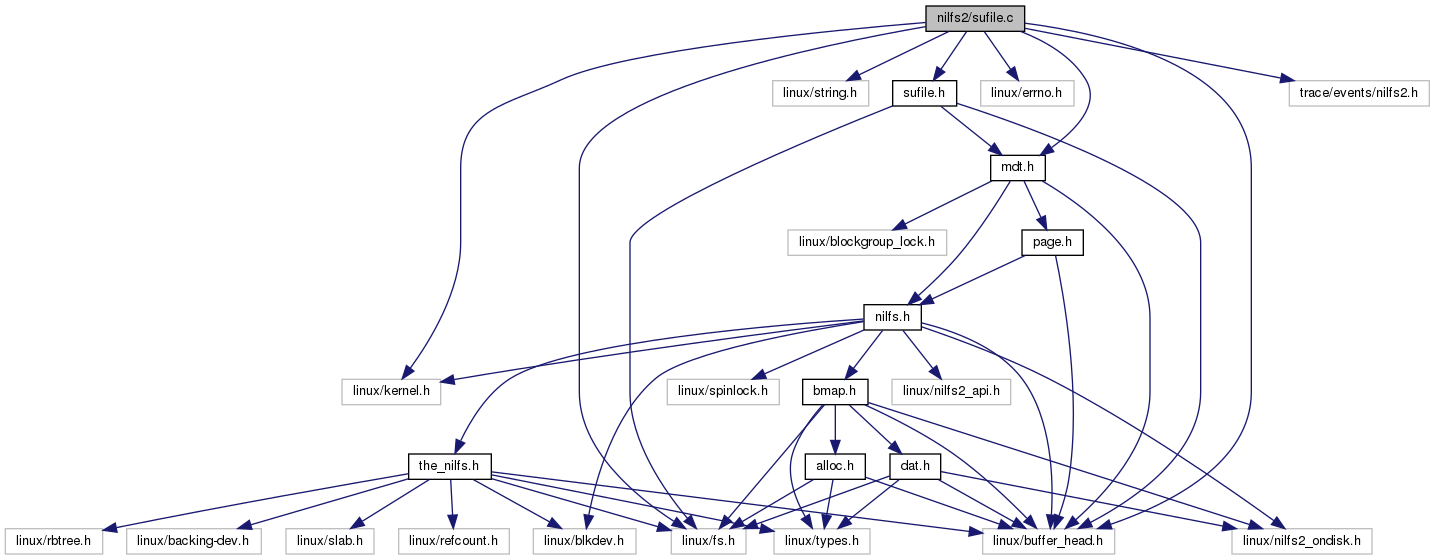 nilfs2/sufile.c
linux/string.h
sufile.h
linux/errno.h
trace/events/nilfs2.h
mdt.h
linux/blockgroup_lock.h
page.h
nilfs.h
linux/kernel.h
linux/spinlock.h
bmap.h
linux/nilfs2_api.h
the_nilfs.h
alloc.h
dat.h
linux/rbtree.h
linux/backing-dev.h
linux/slab.h
linux/refcount.h
linux/blkdev.h
linux/fs.h
linux/types.h
linux/buffer_head.h
linux/nilfs2_ondisk.h